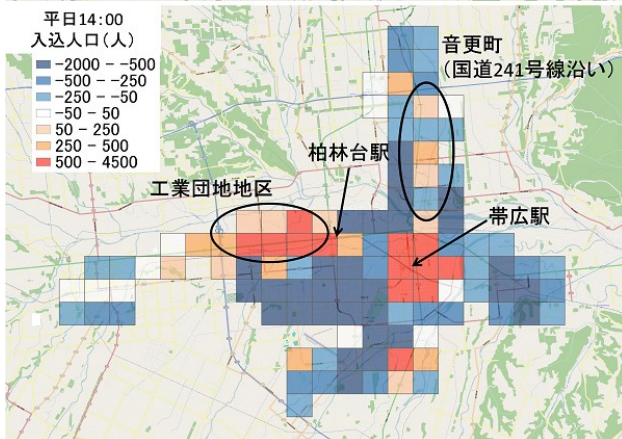 平日14:00
入込人口(人)
-2000 - -500
-500 - -250
-250 - -50
-50 - 50
50 - 250
250 - 500
500 - 4500
音更町
(国道241号線沿い)
柏林台駅
工業団地地区
帯広駅